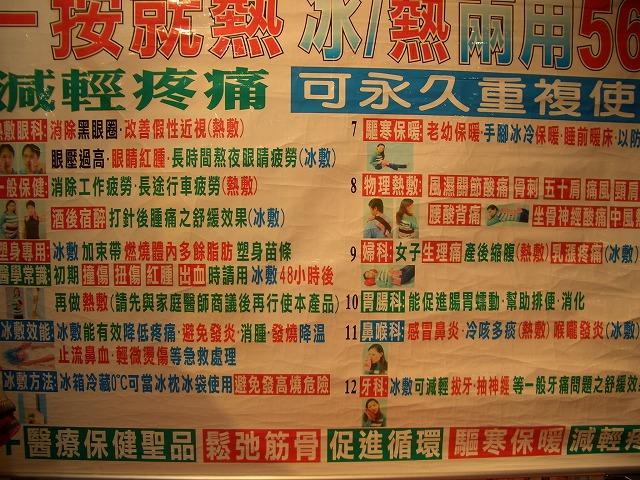 一按就熱 冰/熱兩用56
減輕疼痛 可永久重複使
敷眼科:消除黑眼圈·改善假性近視(熱敷)
眼壓過高·眼睛紅腫·長時間熬夜眼睛疲勞(冰敷)
一般保健:消除工作疲勞·長途行車疲勞(熱敷)
酒後宿醉 打針後腫痛之舒緩效果(冰敷)
塑身專用:冰敷 加束帶 燃燒體內多餘脂肪 塑身苗條
醫學常識:初期 撞傷 扭傷 紅腫 出血 時請用 冰敷 48小時後
再做 熱敷(請先與家庭醫師商議後再行使本產品)
冰敷效能:冰敷 能有效 降低疼痛·避免發炎·消腫·發燒降溫
止流鼻血·輕微燙傷 等急救處理
冰敷方法:冰箱冷藏0°C可當冰枕冰袋使用 避免發高燒危險
7 驅寒保暖:老幼保暖·手腳冰冷 保暖·睡前暖床·以防
8 物理熱敷:風濕關節酸痛 骨刺 五十肩 痛風 頸肩
腰酸背痛 坐骨神經酸痛 中風
9 婦科:女子 生理痛 產後縮腹(熱敷) 乳漲疼痛(冰敷)
10 胃腸科:能促進腸胃蠕動·幫助排便·消化
11 鼻喉科:感冒鼻炎·冷咳多痰(熱敷) 喉嚨發炎(冰敷)
12 牙科:冰敷 可減輕 拔牙·抽神經 等一般牙痛問題之舒緩效
醫療保健聖品 鬆弛筋骨 促進循環 驅寒保暖 減輕疼